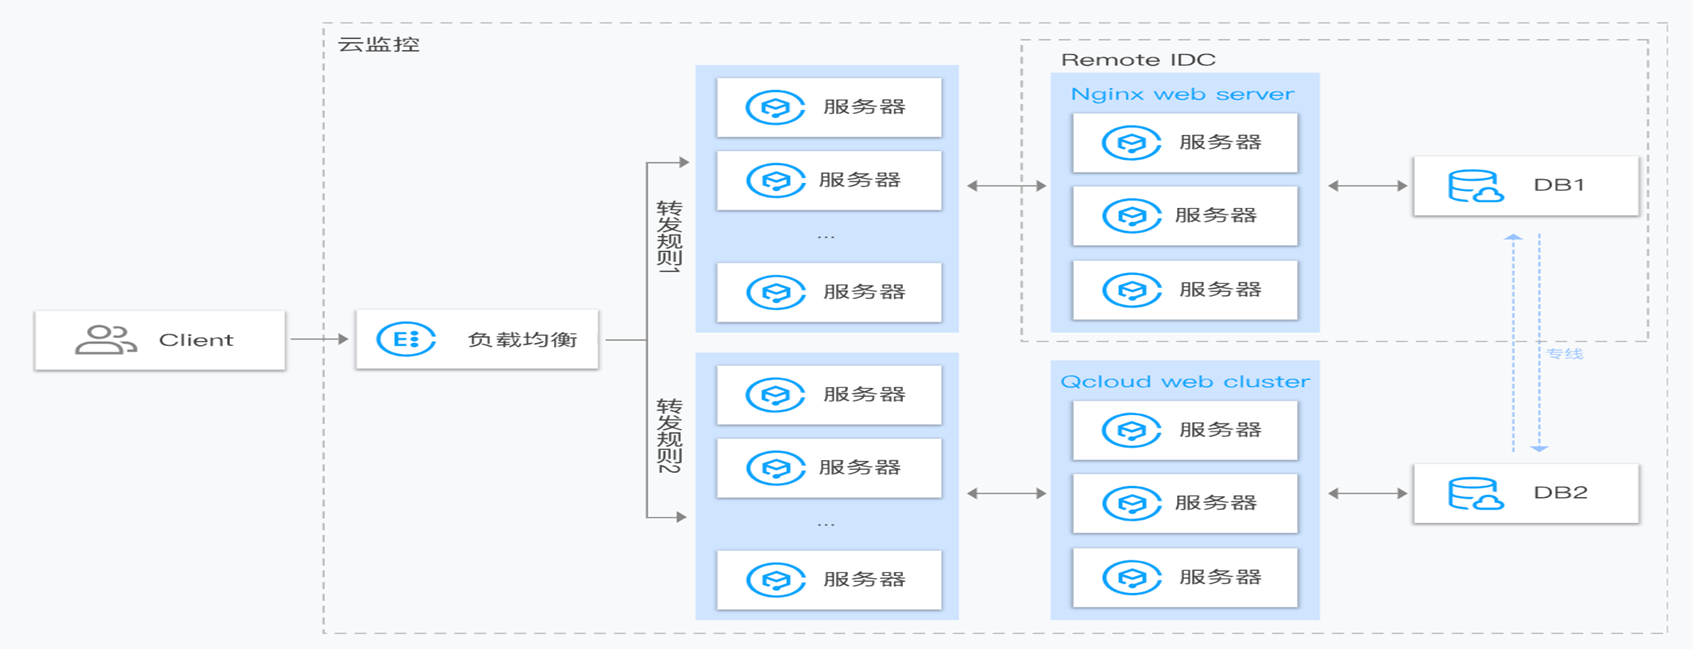 云监控
Client
E
负载均衡
转发规则1
转发规则2
服务器
服务器
...
服务器
服务器
服务器
...
服务器
Remote IDC
Nginx web server
服务器
服务器
服务器
Qcloud web cluster
服务器
服务器
服务器
DB1
专线
DB2